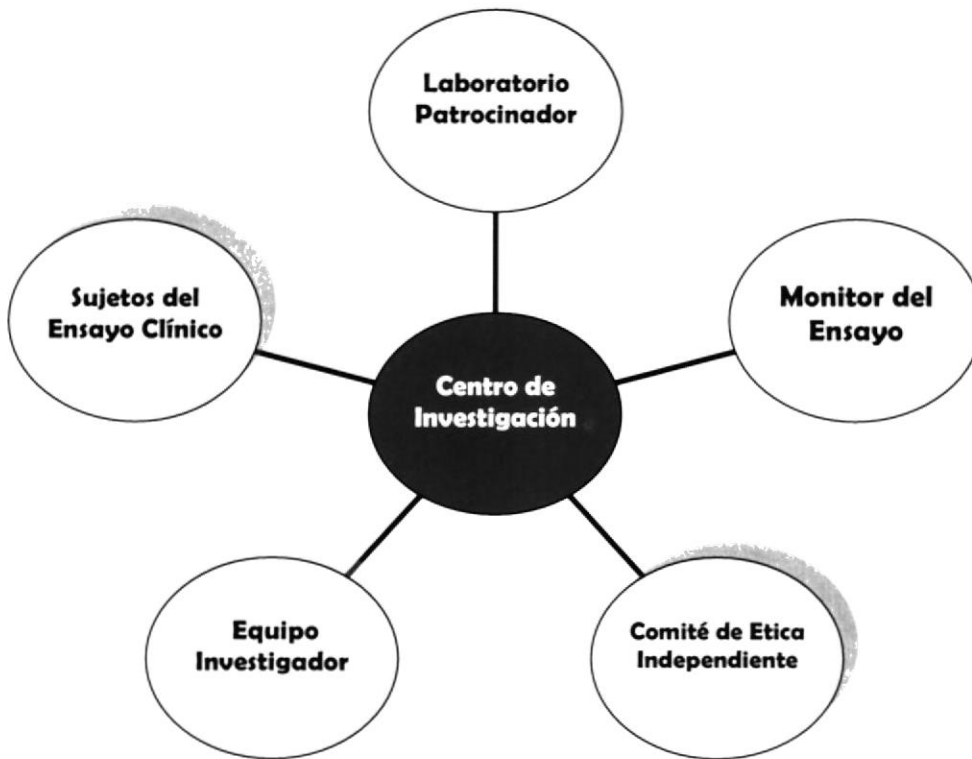 Laboratorio
Patrocinador
Sujetos del
Ensayo Clínico
Monitor del
Ensayo
Centro de
Investigación
Equipo
Investigador
Comité de Etica
Independiente